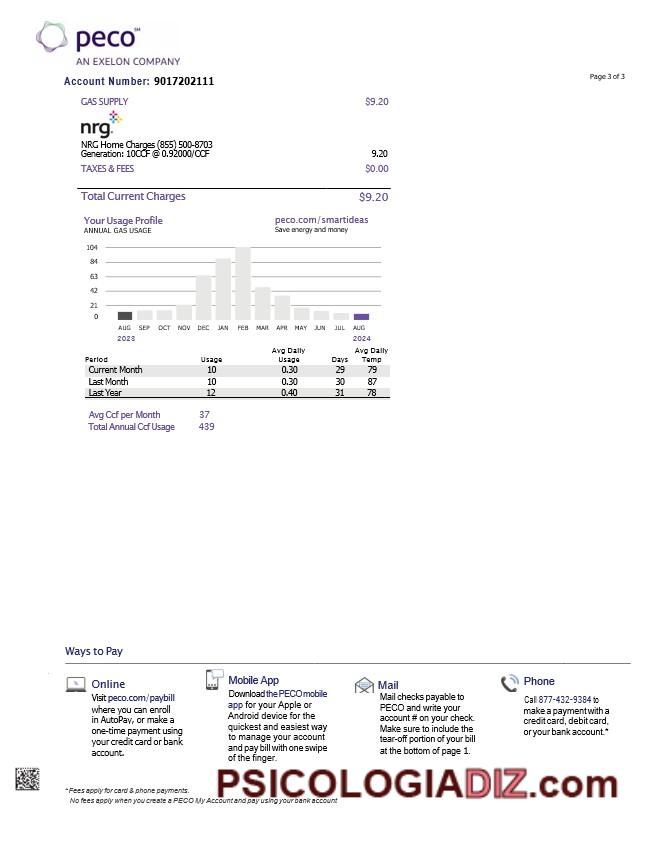 peco℠
AN EXELON COMPANY
Account Number: 9017202111
Page 3 of 3
GAS SUPPLY $9.20
nrg
NRG Home Charges (855) 500-8703
Generation: 10CCF @ 0.92000/CCF 9.20
TAXES & FEES $0.00
Total Current Charges $9.20
Your Usage Profile
ANNUAL GAS USAGE
peco.com/smartideas
Save energy and money
104
84
63
42
21
0
AUG SEP OCT NOV DEC JAN FEB MAR APR MAY JUN JUL AUG
2023 2024
Period Usage Avg Daily Usage Days Avg Daily Temp
Current Month 10 0.30 29 79
Last Month 10 0.30 30 87
Last Year 12 0.40 31 78
Avg Ccf per Month 37
Total Annual Ccf Usage 439
Ways to Pay
Online
Visit peco.com/paybill
where you can enroll
in AutoPay, or make a
one-time payment using
your credit card or bank
account.
Mobile App
Download the PECO mobile
app for your Apple or
Android device for the
quickest and easiest way
to manage your account
and pay bill with one swipe
of the finger.
Mail
Mail checks payable to
PECO and write your
account # on your check.
Make sure to include the
tear-off portion of your bill
at the bottom of page 1.
Phone
Call 877-432-9384 to
make a payment with a
credit card, debit card,
or your bank account.*
* Fees apply for card & phone payments.
No fees apply when you create a PECO My Account and pay using your bank account
PSICOLOGIADIZ.com